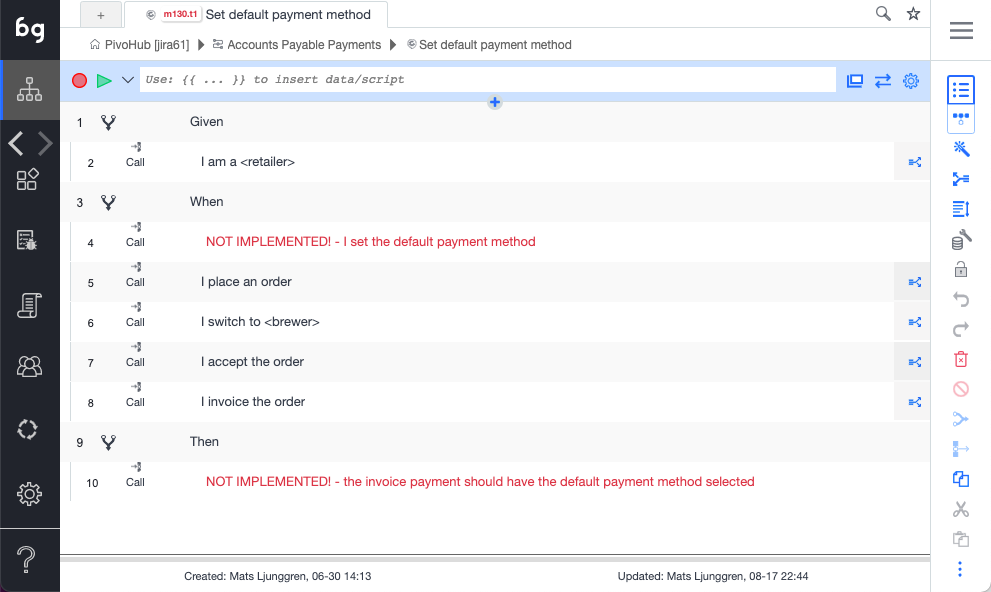 bg
+
m130.t1 Set default payment method
PivoHub [jira61] Accounts Payable Payments Set default payment method
Use: {{ ... }} to insert data/script
1 Given
2 Call I am a <retailer>
3 When
4 Call NOT IMPLEMENTED! - I set the default payment method
5 Call I place an order
6 Call I switch to <brewer>
7 Call I accept the order
8 Call I invoice the order
9 Then
10 Call NOT IMPLEMENTED! - the invoice payment should have the default payment method selected
Created: Mats Ljunggren, 06-30 14:13 Updated: Mats Ljunggren, 08-17 22:44